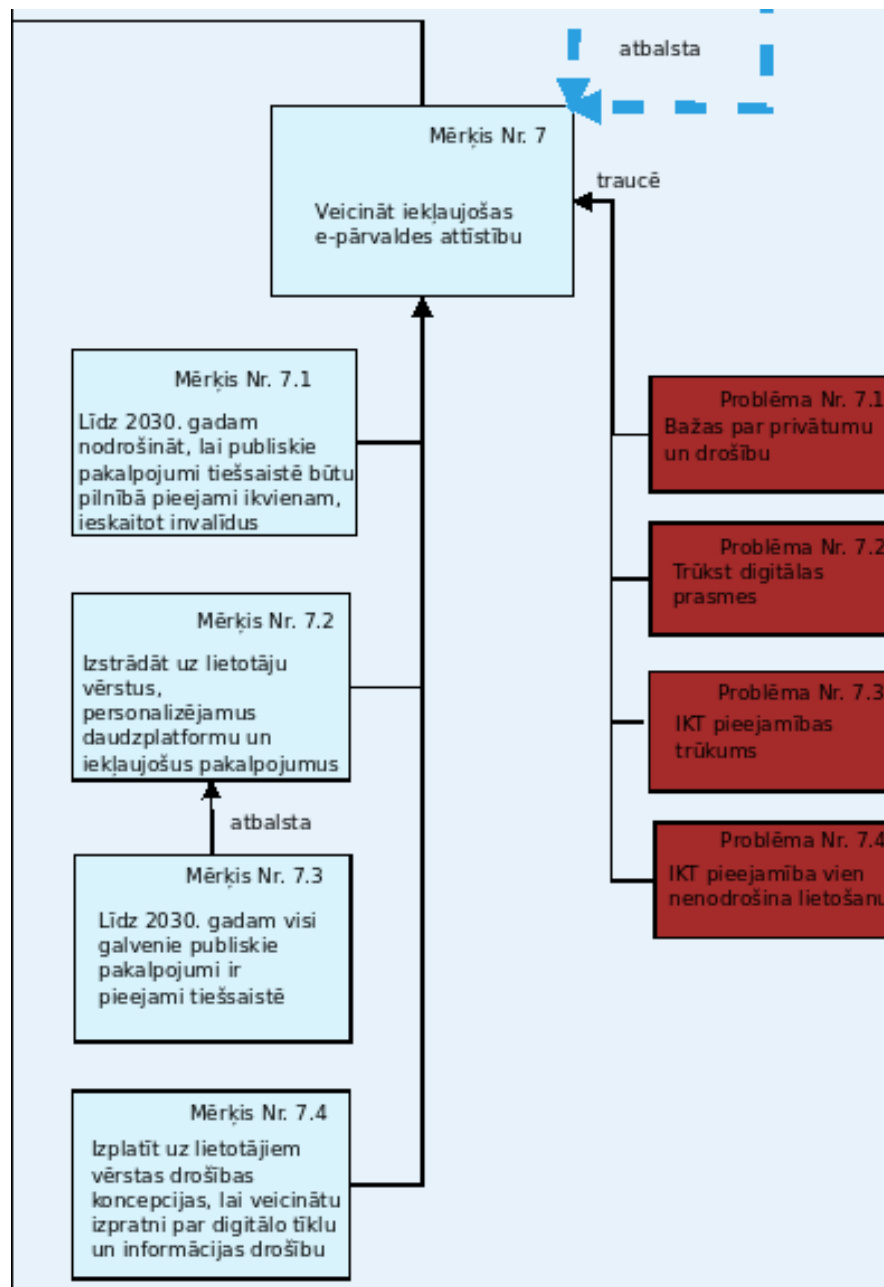 atbalsta
Mērķis Nr. 7
Veicināt iekļaujošas
e-pārvaldes attīstību
traucē
Mērķis Nr. 7.1
Līdz 2030. gadam
nodrošināt, lai publiskie
pakalpojumi tiešsaistē būtu
pilnībā pieejami ikvienam,
ieskaitot invalīdus
Problēma Nr. 7.1
Bažas par privātumu
un drošību
Problēma Nr. 7.2
Trūkst digitālas
prasmes
Mērķis Nr. 7.2
Izstrādāt uz lietotāju
vērstus,
personalizējamus
daudzplatformu un
iekļaujošus pakalpojumus
Problēma Nr. 7.3
IKT pieejamības
trūkums
atbalsta
Mērķis Nr. 7.3
Līdz 2030. gadam visi
galvenie publiskie
pakalpojumi ir
pieejami tiešsaistē
Problēma Nr. 7.4
IKT pieejamība vien
nenodrošina lietošanu
Mērķis Nr. 7.4
Izplatīt uz lietotājiem
vērstas drošības
koncepcijas, lai veicinātu
izpratni par digitālo tīklu
un informācijas drošību